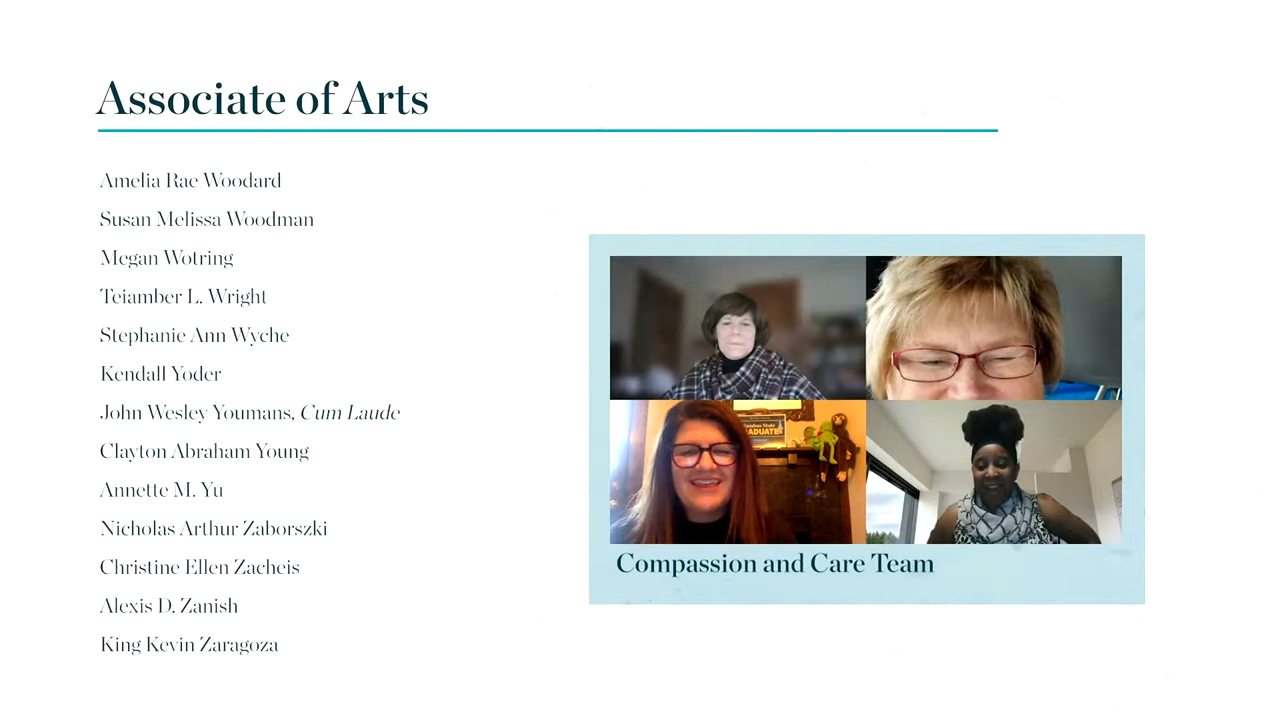 Associate of Arts
Amelia Rae Woodard
Susan Melissa Woodman
Megan Wotring
Teiamber L. Wright
Stephanie Ann Wyche
Kendall Yoder
John Wesley Youmans, Cum Laude
Clayton Abraham Young
Annette M. Yu
Nicholas Arthur Zaborszki
Christine Ellen Zacheis
Alexis D. Zanish
King Kevin Zaragoza
Compassion and Care Team